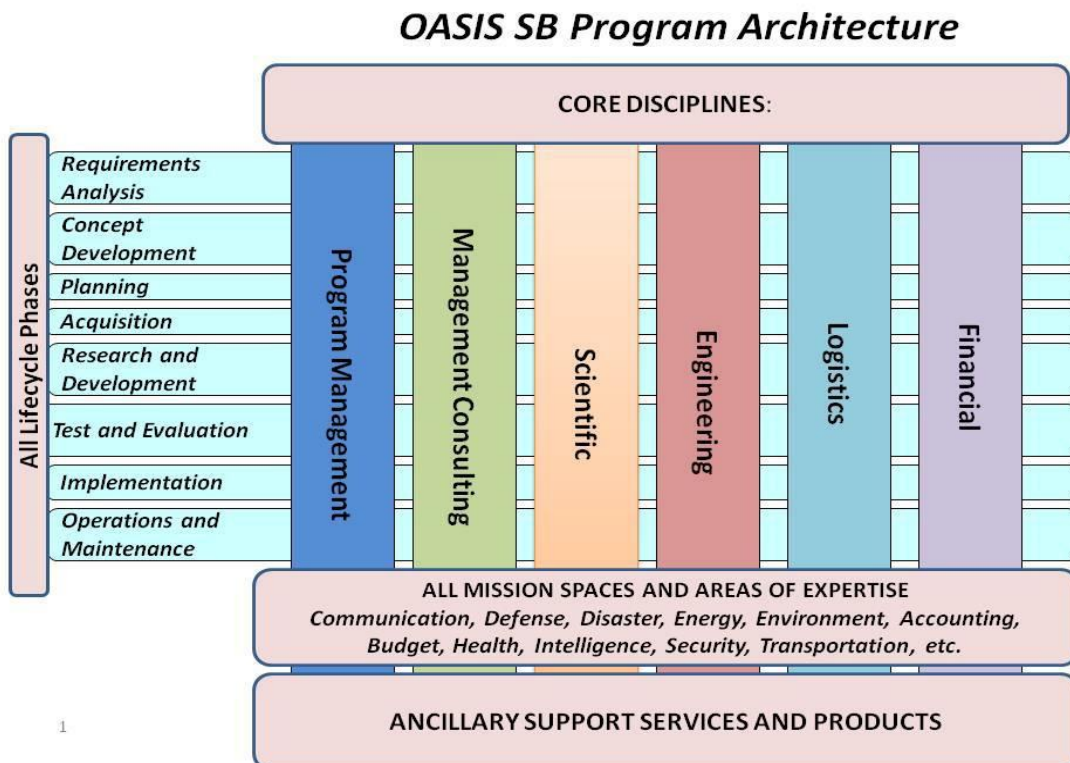 OASIS SB Program Architecture
CORE DISCIPLINES:
All Lifecycle Phases
Requirements
Analysis
Concept
Development
Planning
Acquisition
Research and
Development
Test and Evaluation
Implementation
Operations and
Maintenance
Program Management
Management Consulting
Scientific
Engineering
Logistics
Financial
ALL MISSION SPACES AND AREAS OF EXPERTISE
Communication, Defense, Disaster, Energy, Environment, Accounting,
Budget, Health, Intelligence, Security, Transportation, etc.
ANCILLARY SUPPORT SERVICES AND PRODUCTS
1